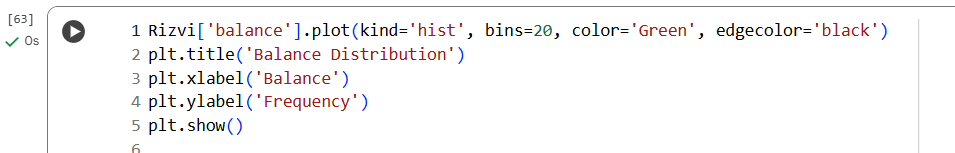 [63]
0s
1 Rizvi['balance'].plot(kind='hist', bins=20, color='Green', edgecolor='black')
2 plt.title('Balance Distribution')
3 plt.xlabel('Balance')
4 plt.ylabel('Frequency')
5 plt.show()
6